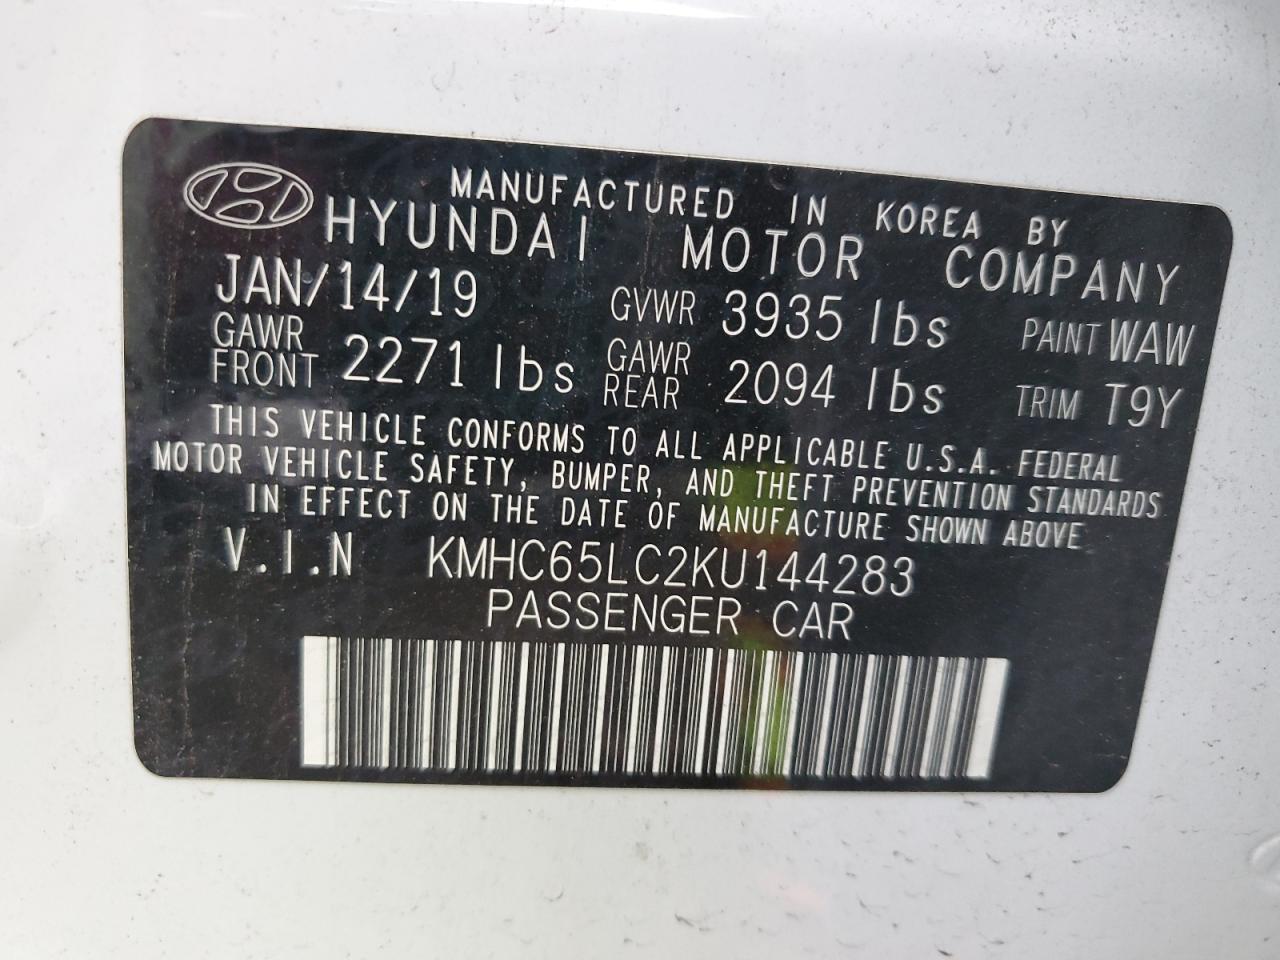 MANUFACTURED IN KOREA BY
HYUNDAI MOTOR COMPANY
JAN/14/19 GVWR 3935 lbs PAINT WAW
GAWR FRONT 2271 lbs GAWR REAR 2094 lbs TRIM T9Y
THIS VEHICLE CONFORMS TO ALL APPLICABLE U.S.A. FEDERAL
MOTOR VEHICLE SAFETY, BUMPER, AND THEFT PREVENTION STANDARDS
IN EFFECT ON THE DATE OF MANUFACTURE SHOWN ABOVE
V.I.N KMHC65LC2KU144283
PASSENGER CAR